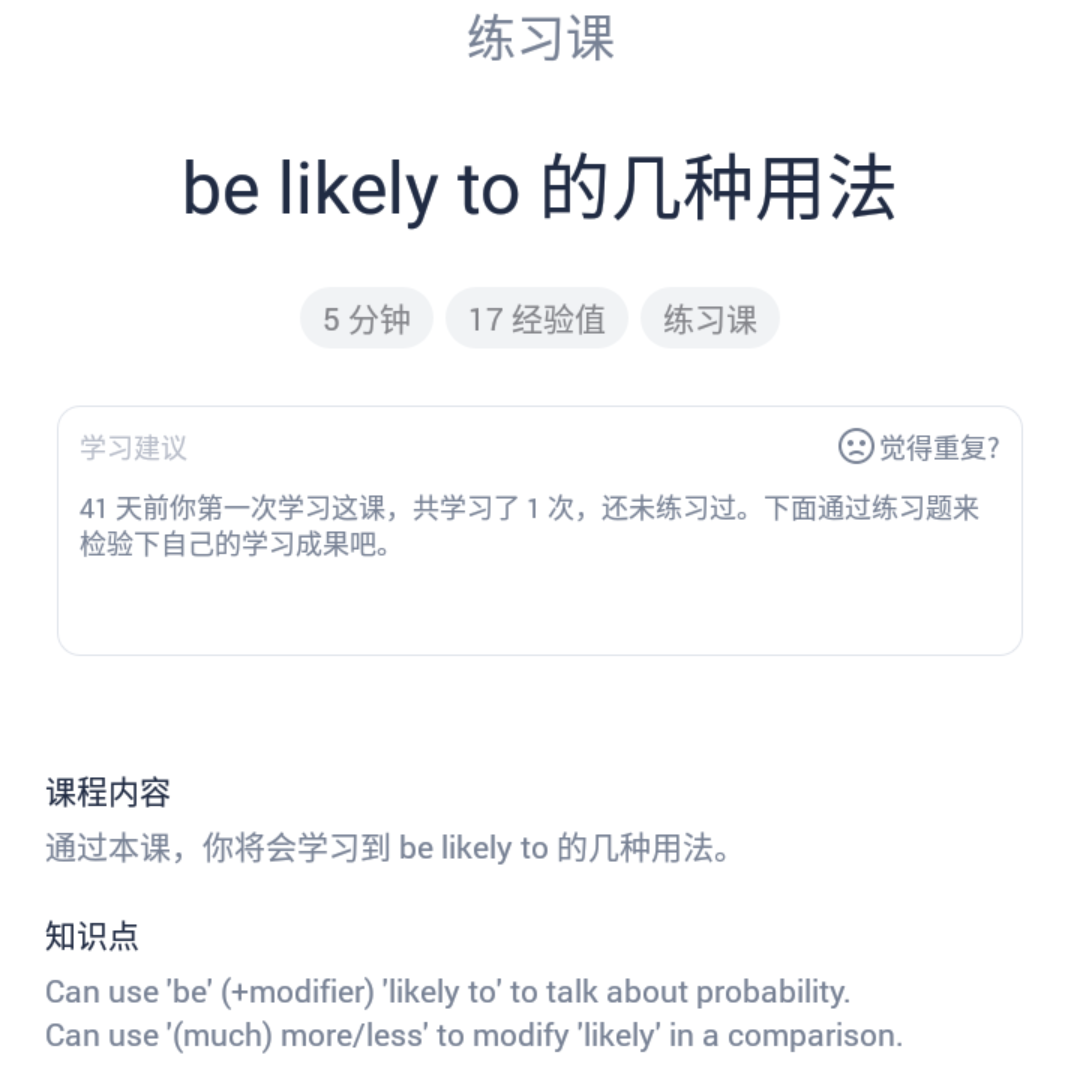 练习课
be likely to 的几种用法
5 分钟 17 经验值 练习课
学习建议 觉得重复?
41 天前你第一次学习这课，共学习了 1 次，还未练习过。下面通过练习题来
检验下自己的学习成果吧。
课程内容
通过本课，你将会学习到 be likely to 的几种用法。
知识点
Can use 'be' (+modifier) 'likely to' to talk about probability.
Can use '(much) more/less' to modify 'likely' in a comparison.